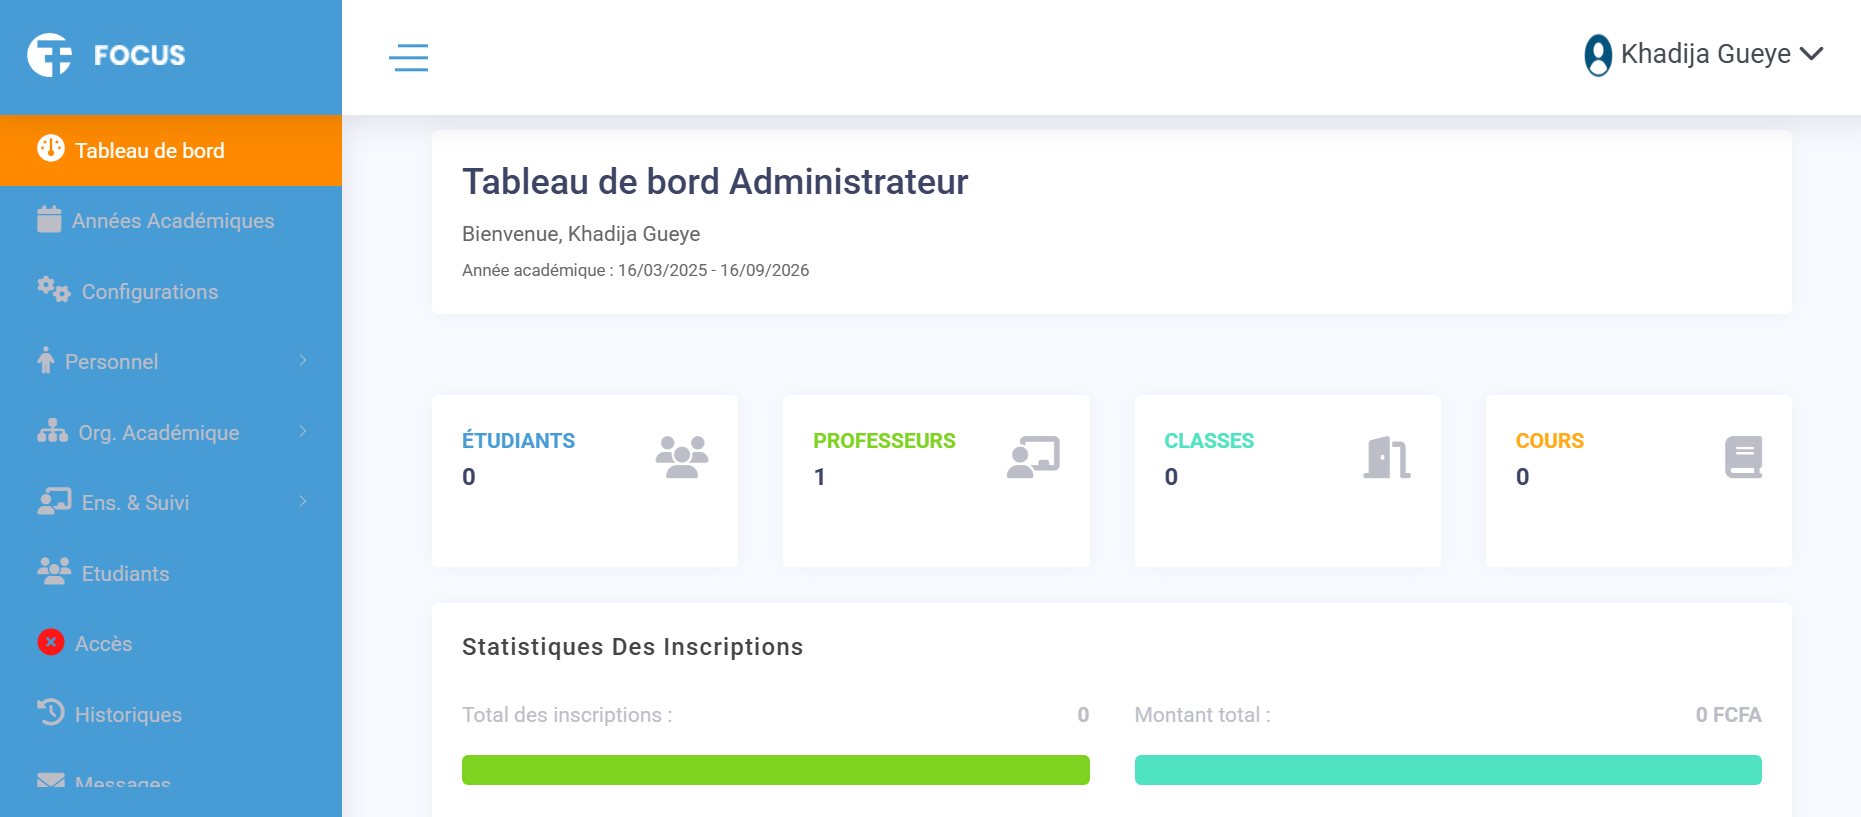 FOCUS
Khadija Gueye
Tableau de bord
Années Académiques
Configurations
Personnel
Org. Académique
Ens. & Suivi
Etudiants
Accès
Historiques
Messages
Tableau de bord Administrateur
Bienvenue, Khadija Gueye
Année académique : 16/03/2025 - 16/09/2026
ÉTUDIANTS
0
PROFESSEURS
1
CLASSES
0
COURS
0
Statistiques Des Inscriptions
Total des inscriptions : 0
Montant total : 0 FCFA